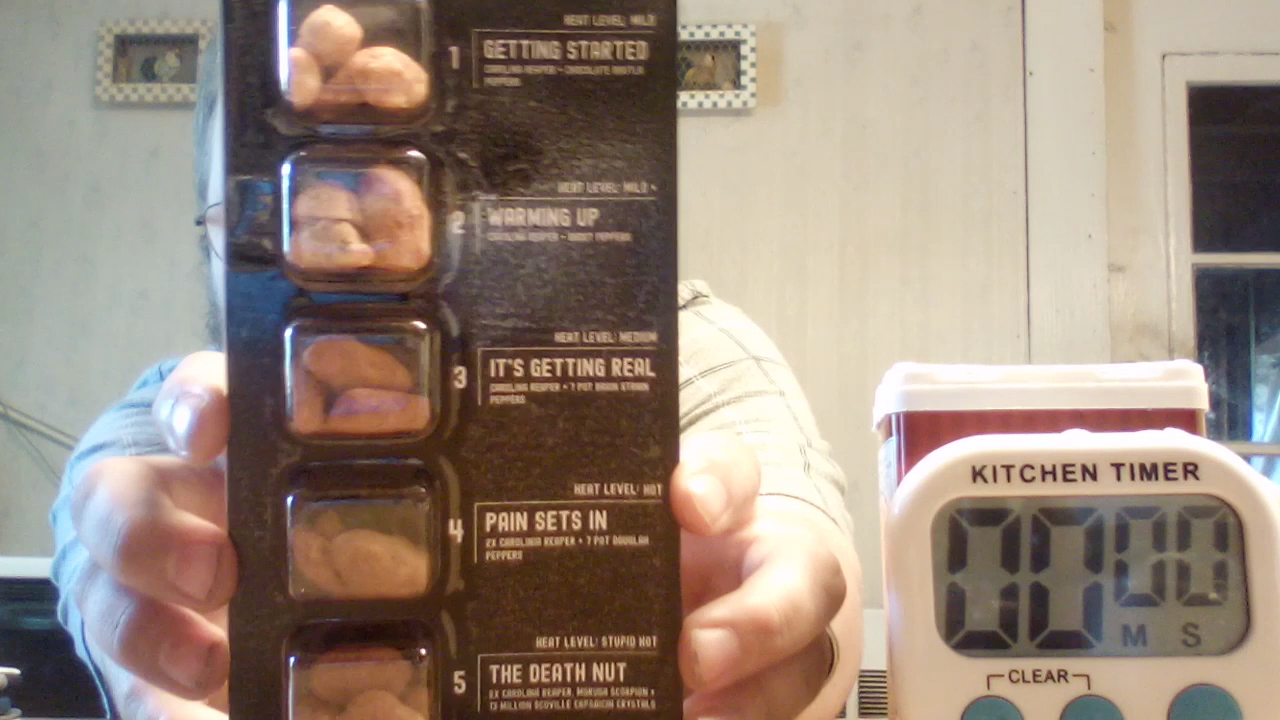 HEAT LEVEL: MILD
1
GETTING STARTED
CAROLINA REAPER + CHOCOLATE BHUTLA
PEPPERS
HEAT LEVEL: MILD +
2
WARMING UP
CAROLINA REAPER + GHOST PEPPERS
HEAT LEVEL: MEDIUM
3
IT'S GETTING REAL
CAROLINA REAPER + 7 POT BRAIN STRAIN
PEPPERS
HEAT LEVEL: HOT
4
PAIN SETS IN
2X CAROLINA REAPER + 7 POT DOUGLAH
PEPPERS
HEAT LEVEL: STUPID HOT
5
THE DEATH NUT
2X CAROLINA REAPER, MORUGA SCORPION +
13 MILLION SCOVILLE CAPSAICIN CRYSTALS
KITCHEN TIMER
00 00
M S
CLEAR